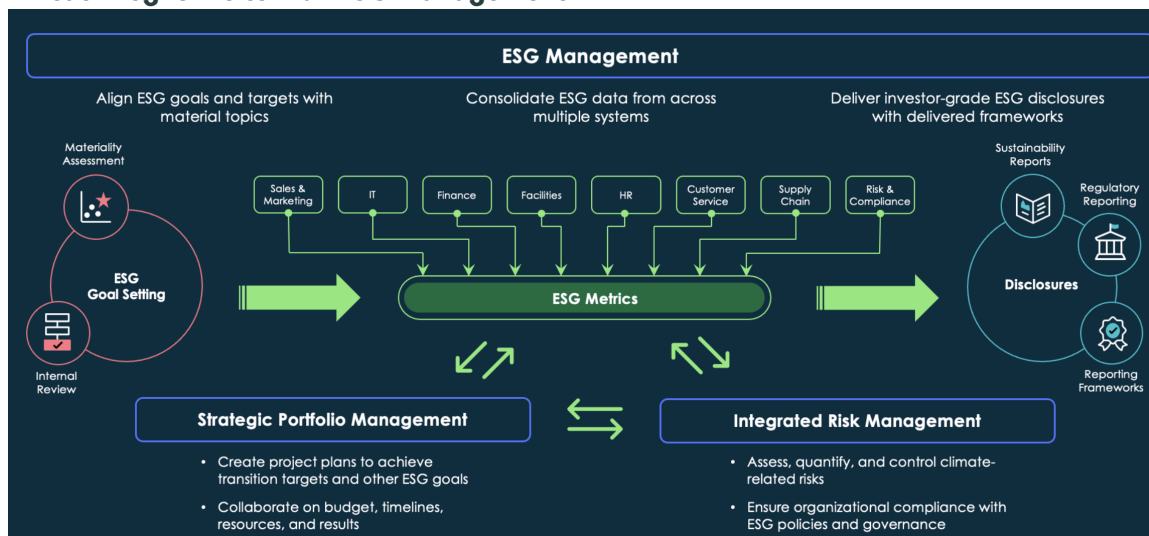 ESG Management
Align ESG goals and targets with
material topics
Consolidate ESG data from across
multiple systems
Deliver investor-grade ESG disclosures
with delivered frameworks
Materiality
Assessment
ESG
Goal Setting
Internal
Review
Sales &
Marketing
IT
Finance
Facilities
HR
Customer
Service
Supply
Chain
Risk &
Compliance
ESG Metrics
Sustainability
Reports
Regulatory
Reporting
Disclosures
Reporting
Frameworks
Strategic Portfolio Management
• Create project plans to achieve
transition targets and other ESG goals
• Collaborate on budget, timelines,
resources, and results
Integrated Risk Management
• Assess, quantify, and control climate-
related risks
• Ensure organizational compliance with
ESG policies and governance